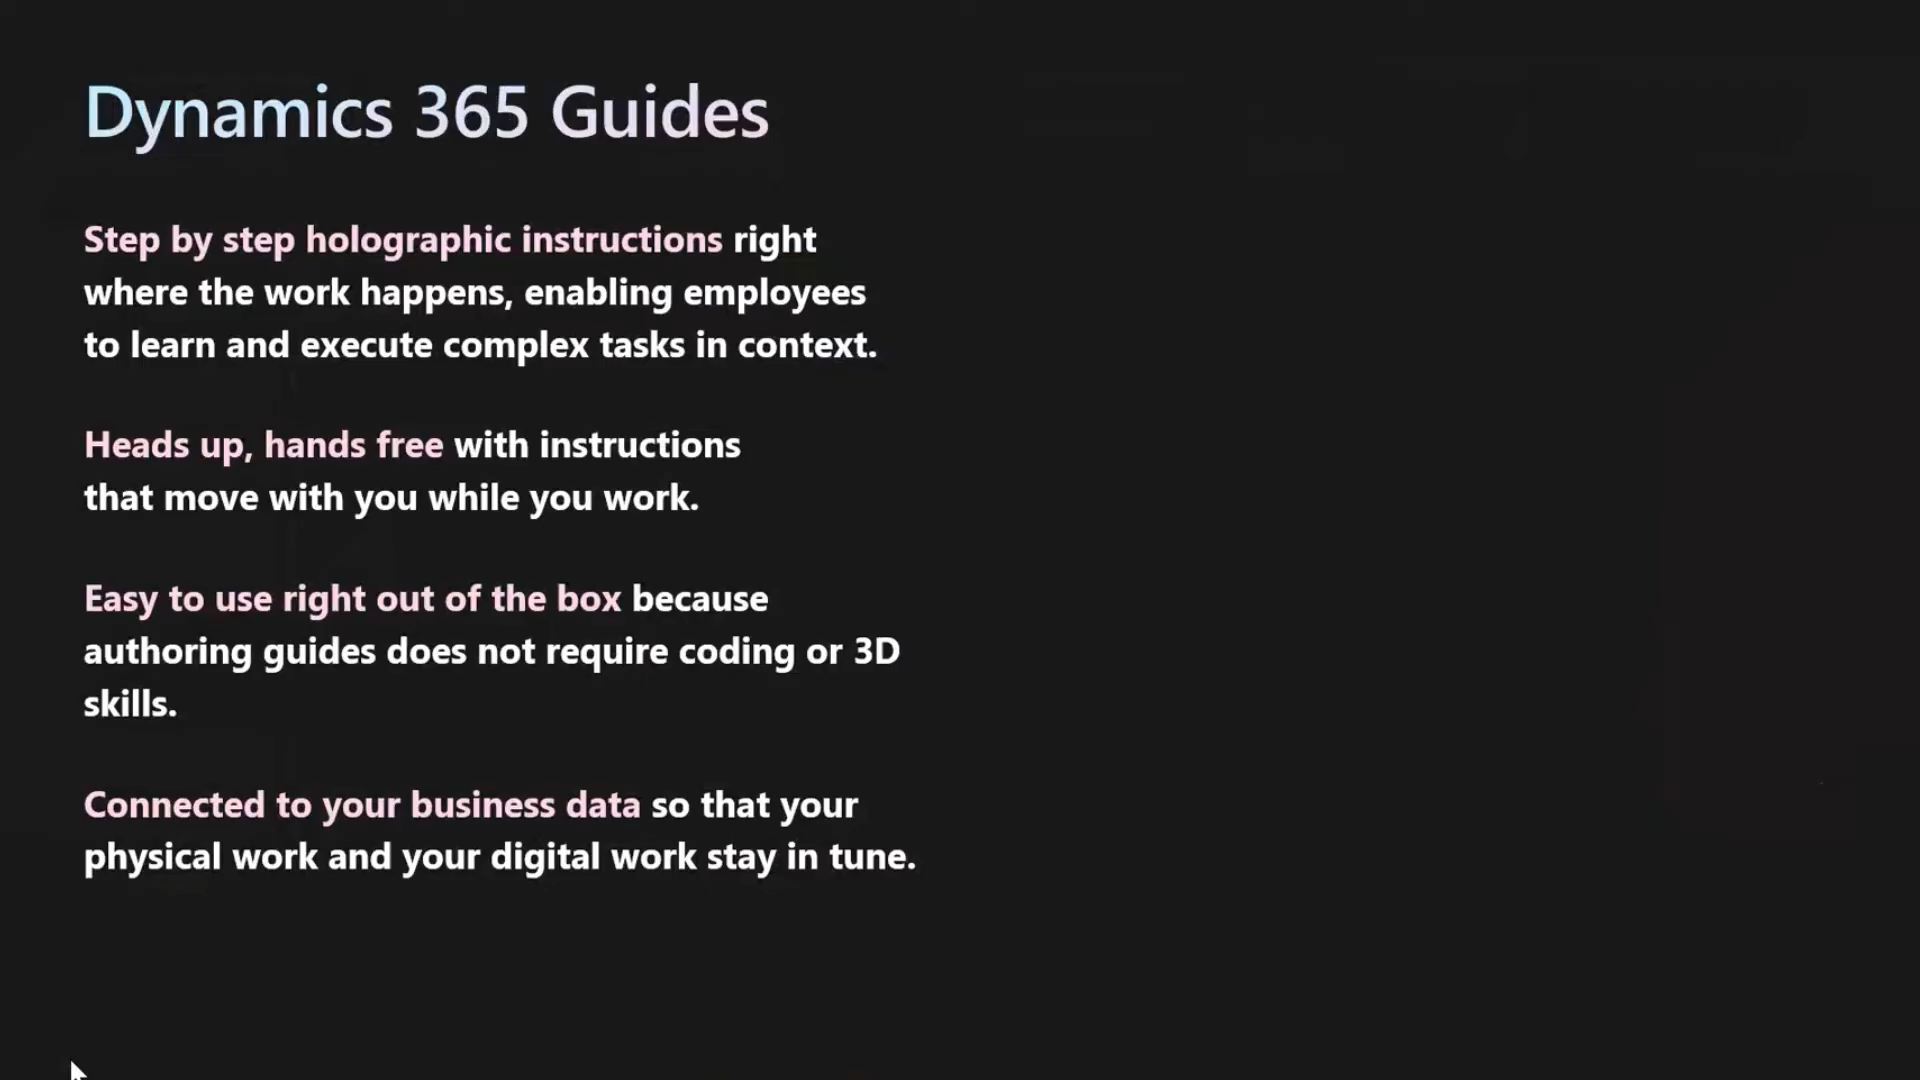 Dynamics 365 Guides
Step by step holographic instructions right
where the work happens, enabling employees
to learn and execute complex tasks in context.
Heads up, hands free with instructions
that move with you while you work.
Easy to use right out of the box because
authoring guides does not require coding or 3D
skills.
Connected to your business data so that your
physical work and your digital work stay in tune.